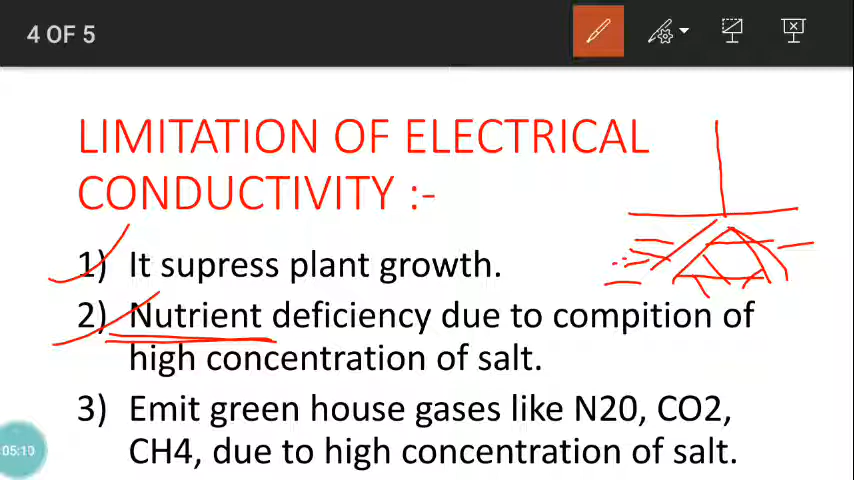 4 OF 5
LIMITATION OF ELECTRICAL
CONDUCTIVITY :-
1) It supress plant growth.
2) Nutrient deficiency due to compition of
high concentration of salt.
3) Emit green house gases like N20, CO2,
CH4, due to high concentration of salt.
05:10